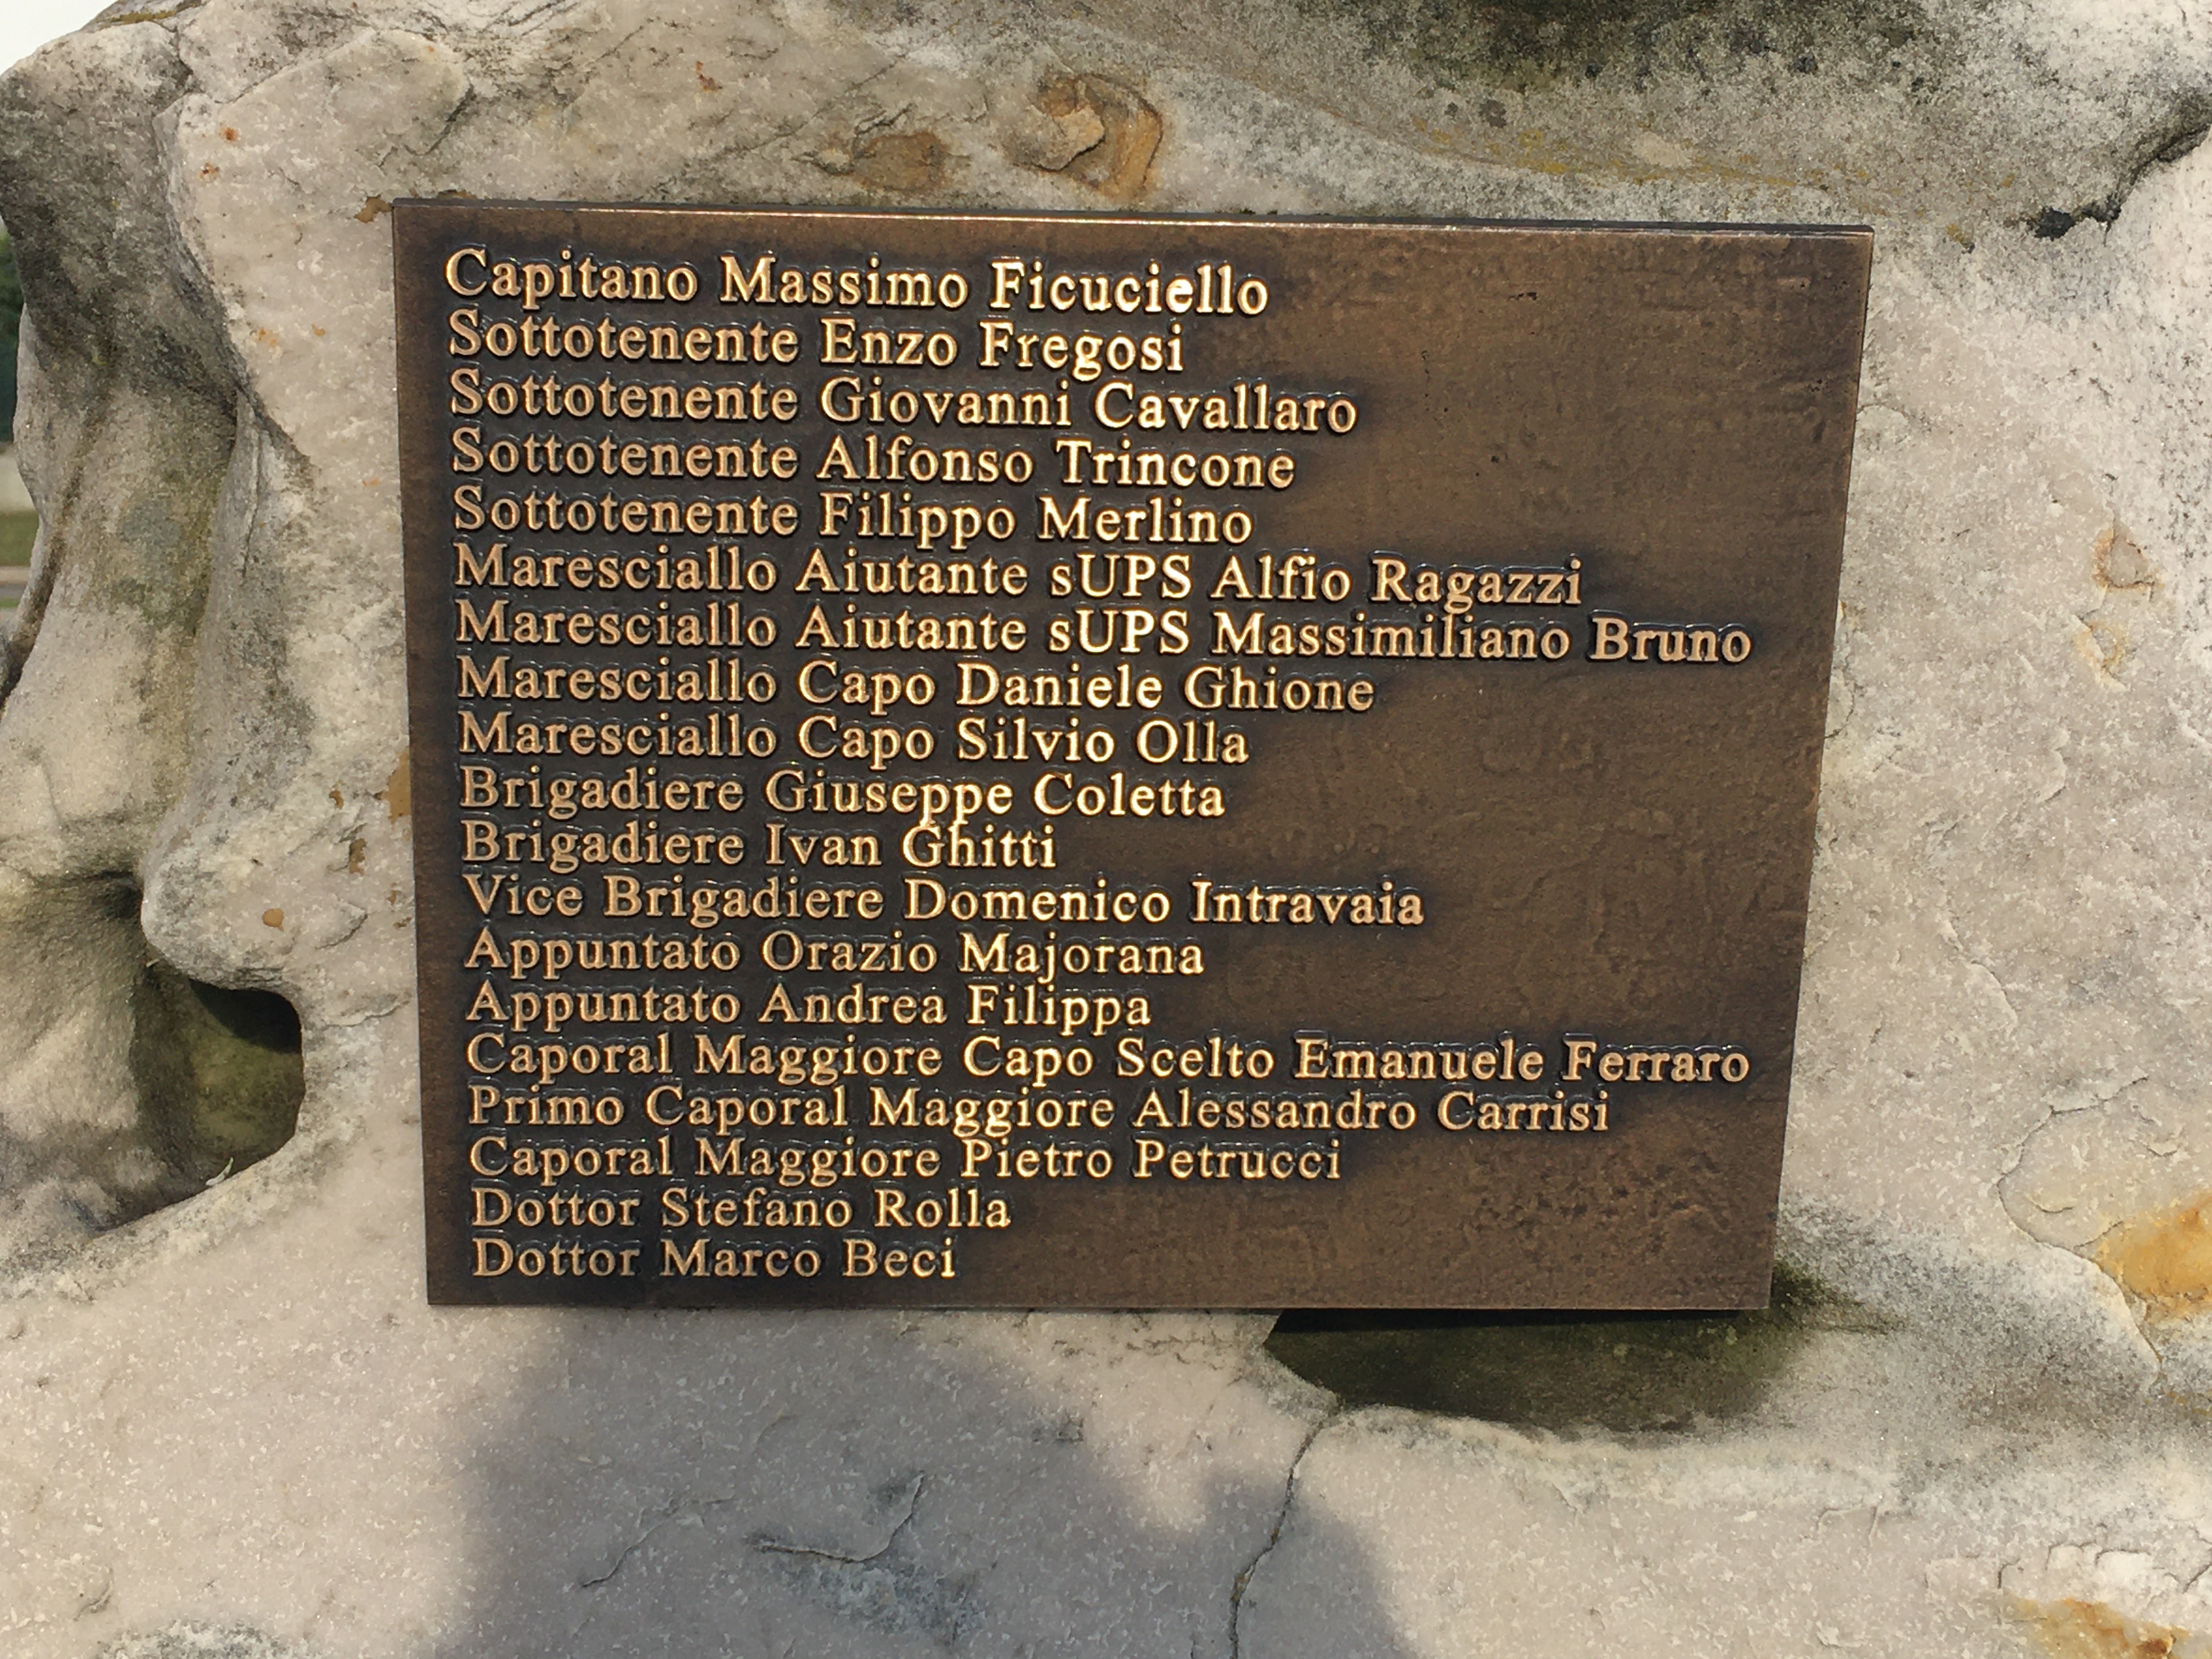 Capitano Massimo Ficuciello
Sottotenente Enzo Fregosi
Sottotenente Giovanni Cavallaro
Sottotenente Alfonso Trincone
Sottotenente Filippo Merlino
Maresciallo Aiutante sUPS Alfio Ragazzi
Maresciallo Aiutante sUPS Massimiliano Bruno
Maresciallo Capo Daniele Ghione
Maresciallo Capo Silvio Olla
Brigadiere Giuseppe Coletta
Brigadiere Ivan Ghitti
Vice Brigadiere Domenico Intravaia
Appuntato Orazio Majorana
Appuntato Andrea Filippa
Caporal Maggiore Capo Scelto Emanuele Ferraro
Primo Caporal Maggiore Alessandro Carrisi
Caporal Maggiore Pietro Petrucci
Dottor Stefano Rolla
Dottor Marco Beci